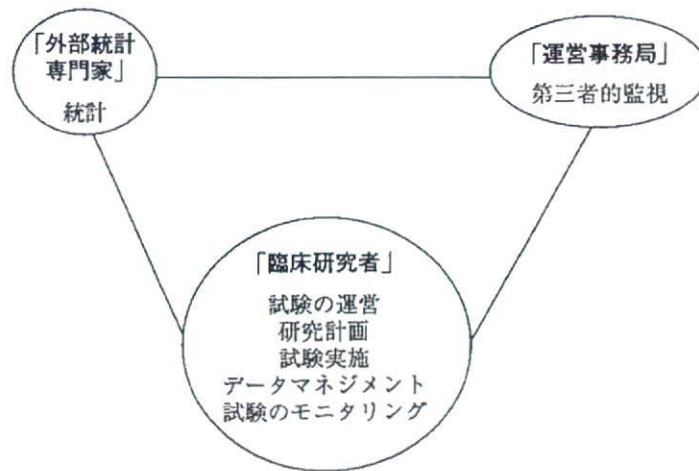 「外部統計
専門家」
統計
「運営事務局」
第三者的監視
「臨床研究者」
試験の運営
研究計画
試験実施
データマネジメント
試験のモニタリング